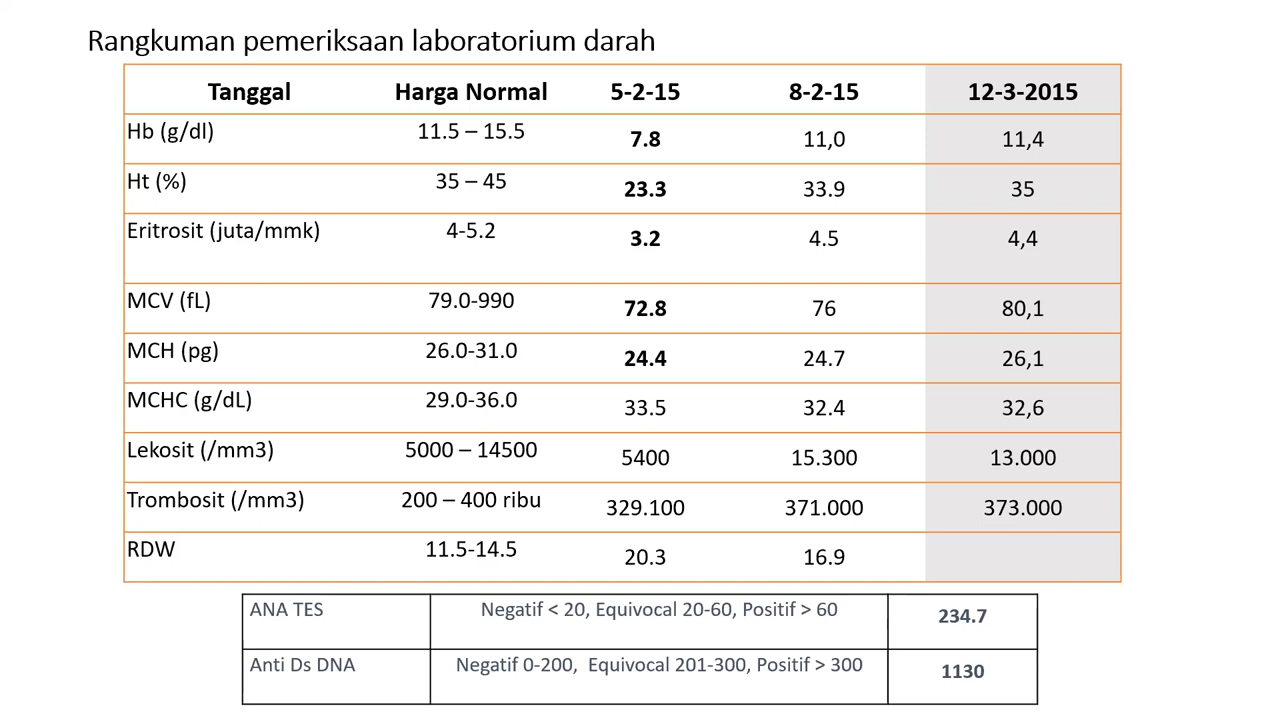 Rangkuman pemeriksaan laboratorium darah
Tanggal Harga Normal 5-2-15 8-2-15 12-3-2015
Hb (g/dl) 11.5 – 15.5 7.8 11,0 11,4
Ht (%) 35 – 45 23.3 33.9 35
Eritrosit (juta/mmk) 4-5.2 3.2 4.5 4,4
MCV (fL) 79.0-990 72.8 76 80,1
MCH (pg) 26.0-31.0 24.4 24.7 26,1
MCHC (g/dL) 29.0-36.0 33.5 32.4 32,6
Lekosit (/mm3) 5000 – 14500 5400 15.300 13.000
Trombosit (/mm3) 200 – 400 ribu 329.100 371.000 373.000
RDW 11.5-14.5 20.3 16.9
ANA TES Negatif < 20, Equivocal 20-60, Positif > 60 234.7
Anti Ds DNA Negatif 0-200, Equivocal 201-300, Positif > 300 1130